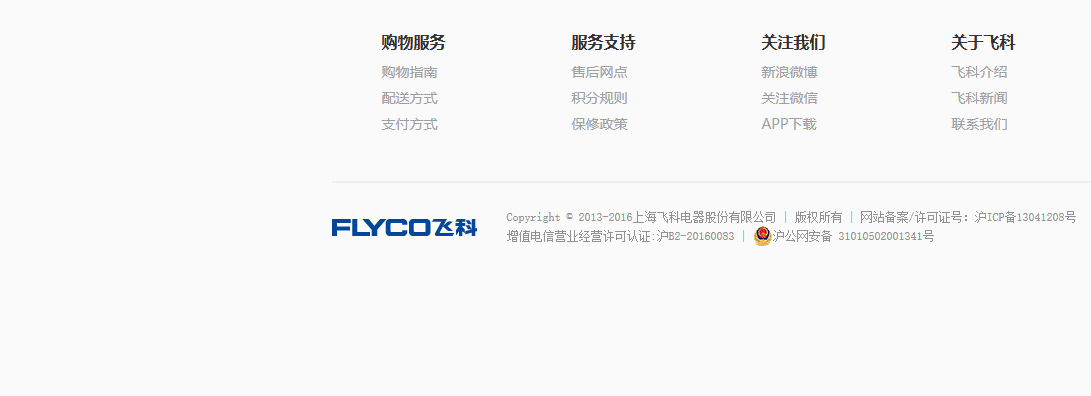 购物服务 服务支持 关注我们 关于飞科
购物指南 售后网点 新浪微博 飞科介绍
配送方式 积分规则 关注微信 飞科新闻
支付方式 保修政策 APP下载 联系我们
FLYCO飞科
Copyright © 2013-2016上海飞科电器股份有限公司 | 版权所有 | 网站备案/许可证号: 沪ICP备13041208号
增值电信营业经营许可认证:沪B2-20160083 | 沪公网安备 31010502001341号